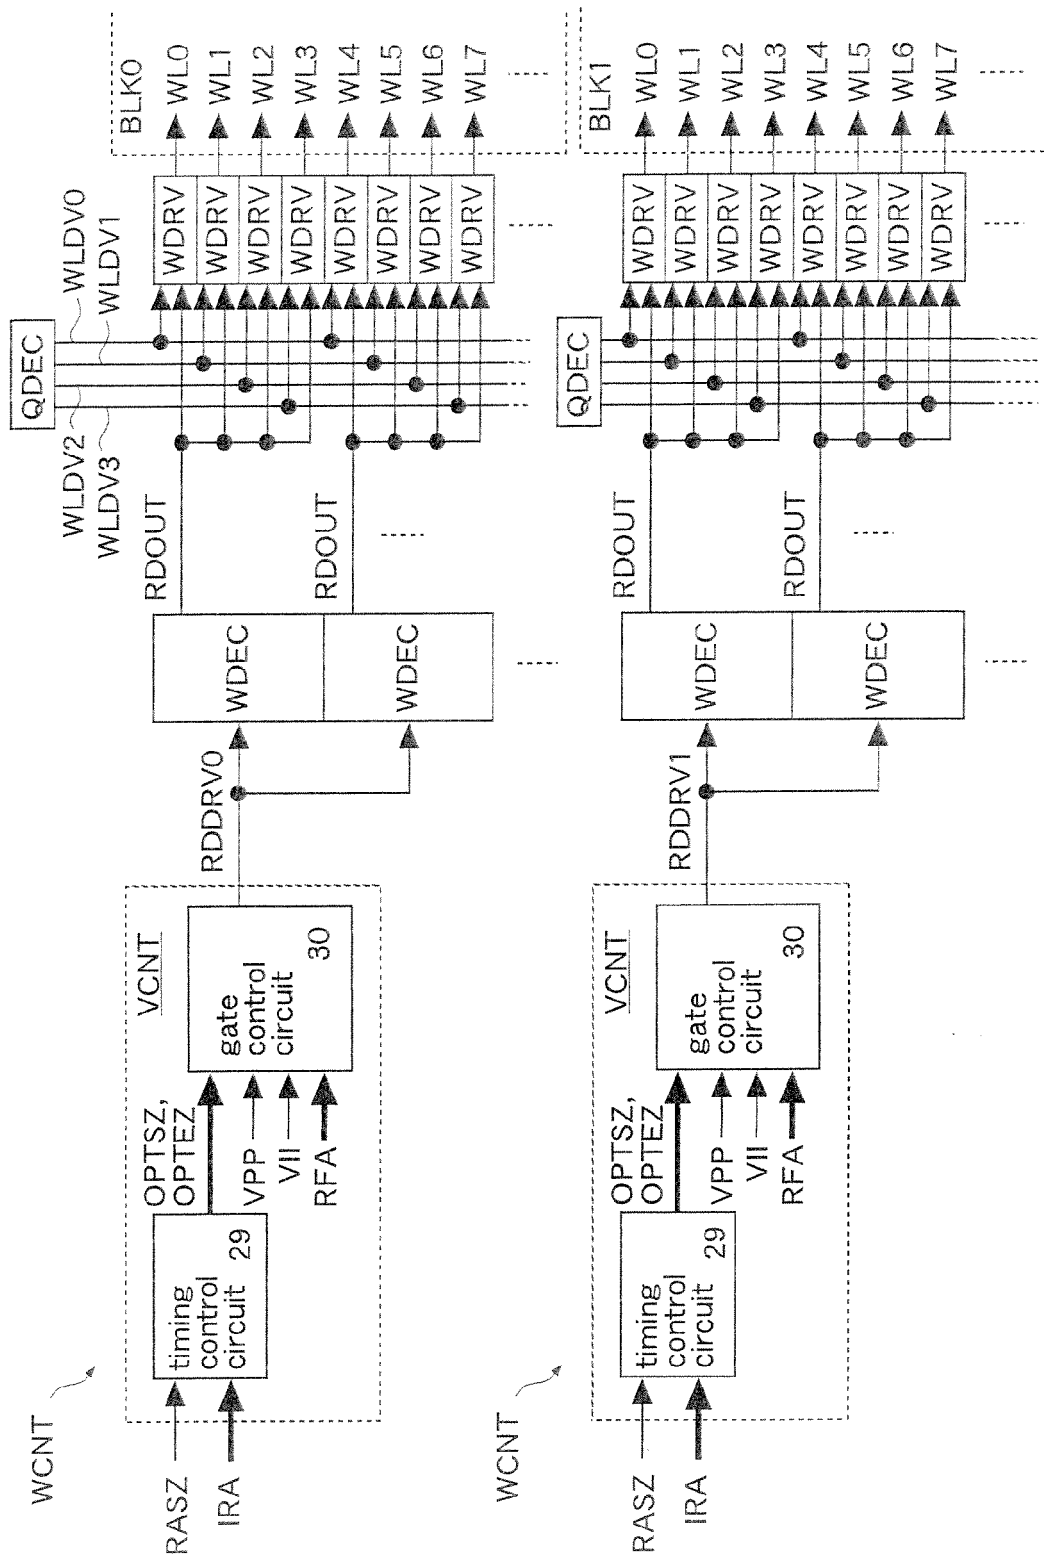 WCNT
RASZ
IRA
timing
control
circuit
29
OPTSZ,
OPTEZ
VPP
VII
RFA
VCNT
gate
control
circuit
30
RDDRV0
WDEC
WDEC
RDOUT
RDOUT
QDEC
WLDV0
WLDV1
WLDV2
WLDV3
WDRV
WDRV
WDRV
WDRV
WDRV
WDRV
WDRV
WDRV
BLK0
WL0
WL1
WL2
WL3
WL4
WL5
WL6
WL7
WCNT
RASZ
IRA
timing
control
circuit
29
OPTSZ,
OPTEZ
VPP
VII
RFA
VCNT
gate
control
circuit
30
RDDRV1
WDEC
WDEC
RDOUT
RDOUT
QDEC
WDRV
WDRV
WDRV
WDRV
WDRV
WDRV
WDRV
WDRV
BLK1
WL0
WL1
WL2
WL3
WL4
WL5
WL6
WL7